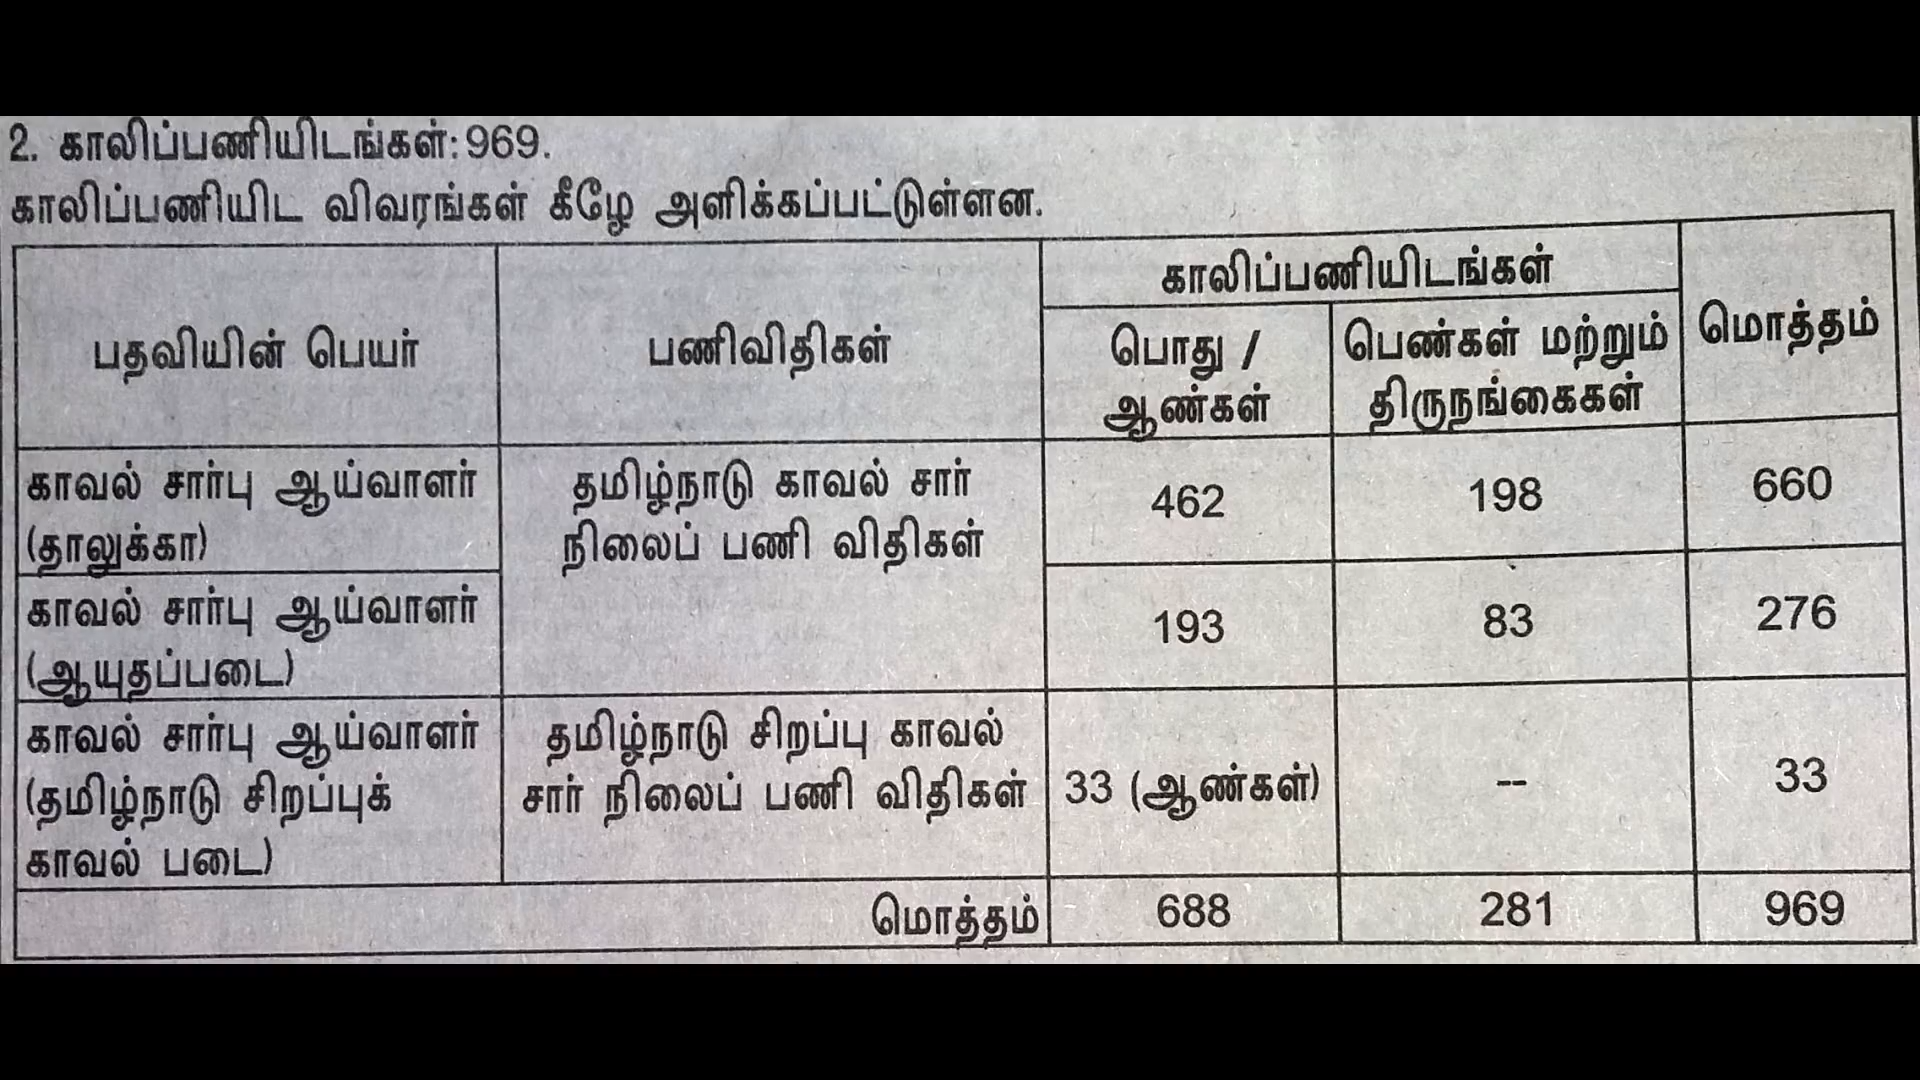 2. காலிப்பணியிடங்கள்: 969.
காலிப்பணியிட விவரங்கள் கீழே அளிக்கப்பட்டுள்ளன.
பதவியின் பெயர்
பணிவிதிகள்
காலிப்பணியிடங்கள்
பொது /
ஆண்கள்
பெண்கள் மற்றும்
திருநங்கைகள்
மொத்தம்
காவல் சார்பு ஆய்வாளர்
(தாலுக்கா)
தமிழ்நாடு காவல் சார்
நிலைப் பணி விதிகள்
462
198
660
காவல் சார்பு ஆய்வாளர்
(ஆயுதப்படை)
193
83
276
காவல் சார்பு ஆய்வாளர்
(தமிழ்நாடு சிறப்புக்
காவல் படை)
தமிழ்நாடு சிறப்பு காவல்
சார் நிலைப் பணி விதிகள்
33 (ஆண்கள்)
--
33
மொத்தம்
688
281
969